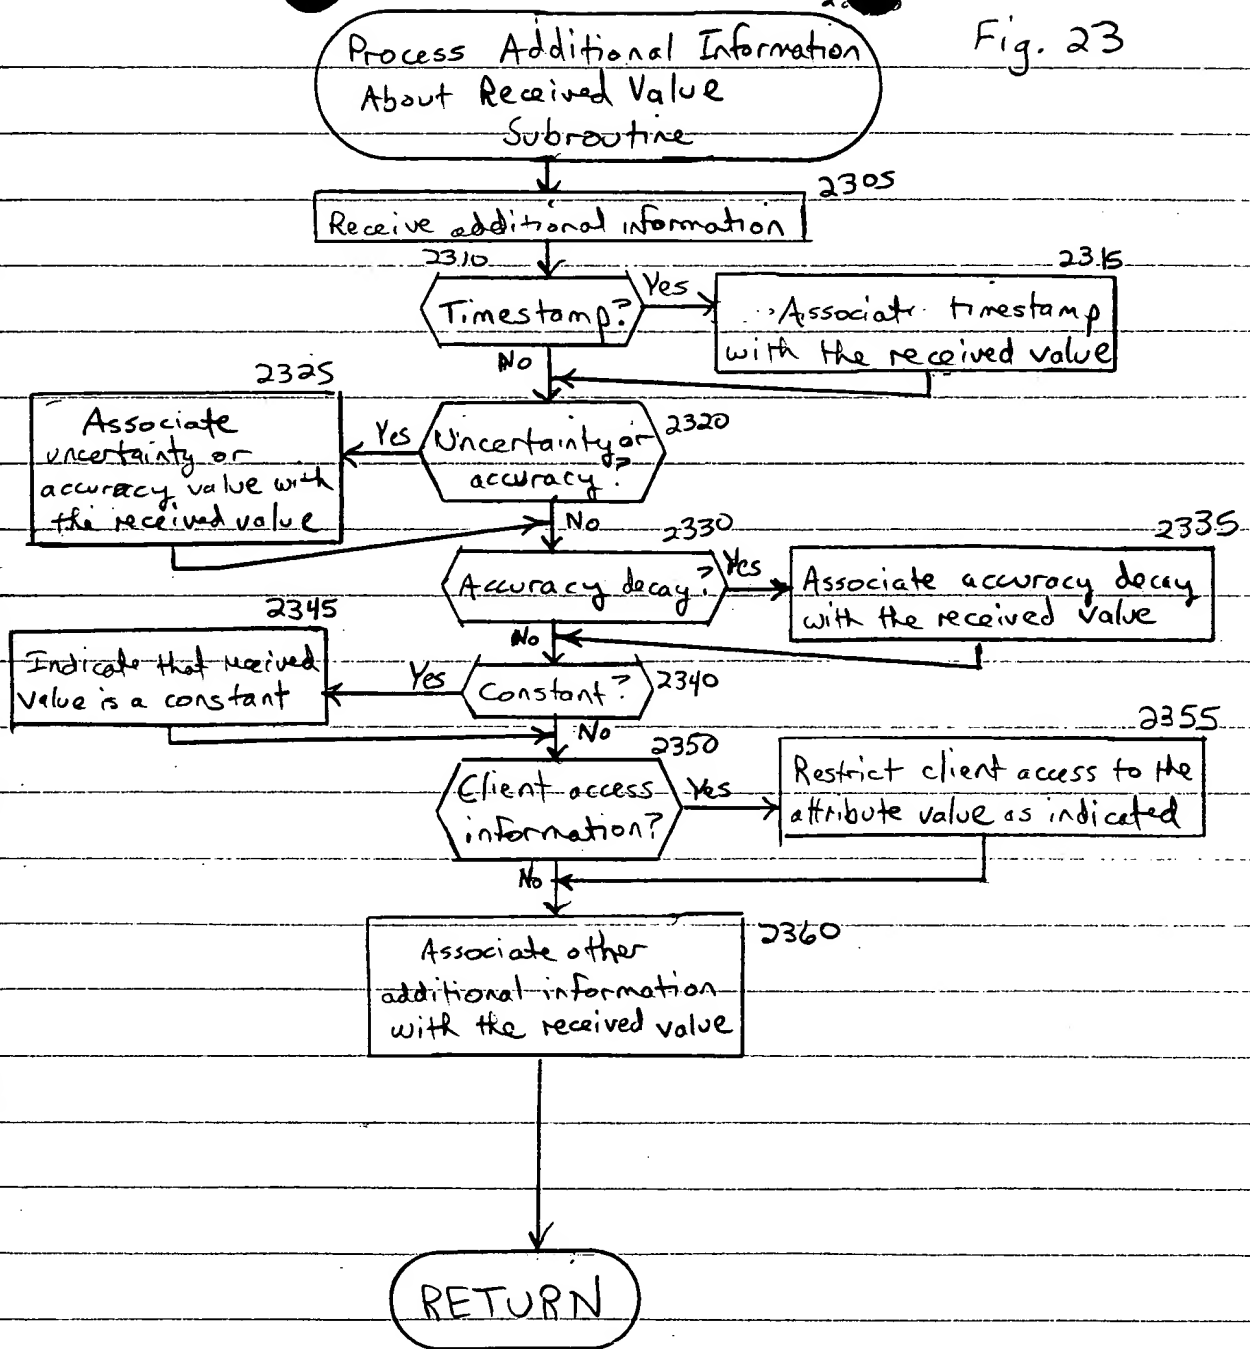 Fig. 23
Process Additional Information
About Received Value
Subroutine
2305
Receive additional information
2310
Timestamp?
Yes
No
2315
Associate timestamp
with the received value
2320
Uncertainty or
accuracy?
Yes
No
2325
Associate
uncertainty or
accuracy value with
the received value
2330
Accuracy decay?
Yes
No
2335
Associate accuracy decay
with the received value
2340
Constant?
Yes
No
2345
Indicate that received
value is a constant
2350
Client access
information?
Yes
No
2355
Restrict client access to the
attribute value as indicated
2360
Associate other
additional information
with the received value
RETURN